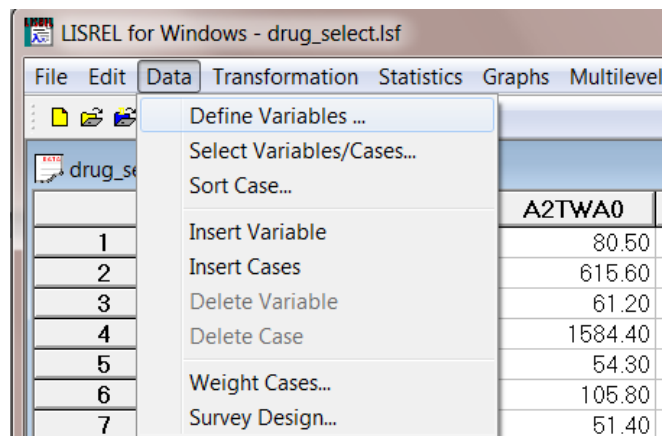 LISREL for Windows - drug_select.lsf
File Edit Data Transformation Statistics Graphs Multilevel
Define Variables ...
Select Variables/Cases...
Sort Case...
Insert Variable
Insert Cases
Delete Variable
Delete Case
Weight Cases...
Survey Design...
drug_se
A2TWA0
1 80.50
2 615.60
3 61.20
4 1584.40
5 54.30
6 105.80
7 51.40